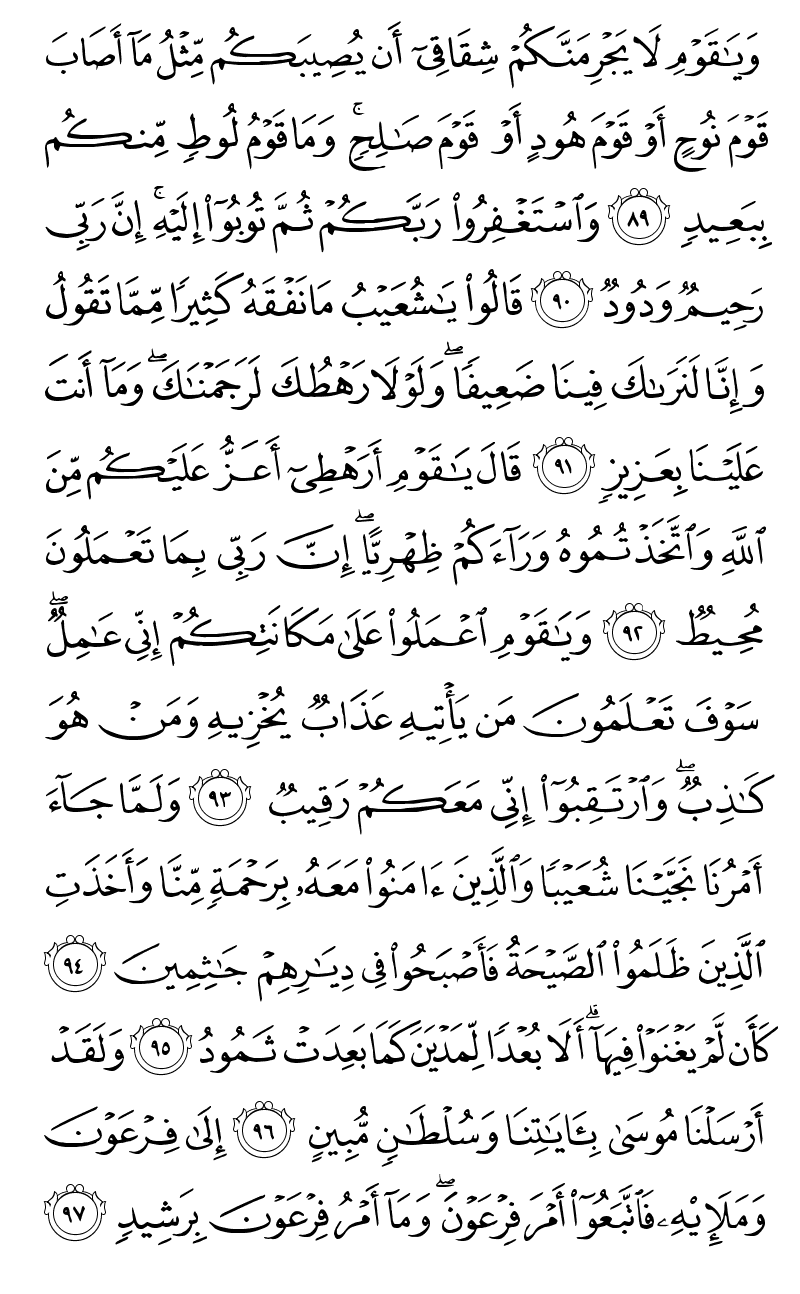 وَيَٰقَوۡمِ لَا يَجۡرِمَنَّكُمۡ شِقَاقِيٓ أَن يُصِيبَكُم مِّثۡلُ مَآ أَصَابَ
قَوۡمَ نُوحٍ أَوۡ قَوۡمَ هُودٍ أَوۡ قَوۡمَ صَٰلِحٖۚ وَمَا قَوۡمُ لُوطٖ مِّنكُم
بِبَعِيدٖ ٨٩ وَٱسۡتَغۡفِرُواْ رَبَّكُمۡ ثُمَّ تُوبُوٓاْ إِلَيۡهِۚ إِنَّ رَبِّي
رَحِيمٞ وَدُودٞ ٩٠ قَالُواْ يَٰشُعَيۡبُ مَا نَفۡقَهُ كَثِيرٗا مِّمَّا تَقُولُ
وَإِنَّا لَنَرَىٰكَ فِينَا ضَعِيفٗاۖ وَلَوۡلَا رَهۡطُكَ لَرَجَمۡنَٰكَۖ وَمَآ أَنتَ
عَلَيۡنَا بِعَزِيزٖ ٩١ قَالَ يَٰقَوۡمِ أَرَهۡطِيٓ أَعَزُّ عَلَيۡكُم مِّنَ
ٱللَّهِ وَٱتَّخَذۡتُمُوهُ وَرَآءَكُمۡ ظِهۡرِيًّاۖ إِنَّ رَبِّي بِمَا تَعۡمَلُونَ
مُحِيطٞ ٩٢ وَيَٰقَوۡمِ ٱعۡمَلُواْ عَلَىٰ مَكَانَتِكُمۡ إِنِّي عَٰمِلٞۖ
سَوۡفَ تَعۡلَمُونَ مَن يَأۡتِيهِ عَذَابٞ يُخۡزِيهِ وَمَنۡ هُوَ
كَٰذِبٞۖ وَٱرۡتَقِبُوٓاْ إِنِّي مَعَكُمۡ رَقِيبٞ ٩٣ وَلَمَّا جَآءَ
أَمۡرُنَا نَجَّيۡنَا شُعَيۡبٗا وَٱلَّذِينَ ءَامَنُواْ مَعَهُۥ بِرَحۡمَةٖ مِّنَّا وَأَخَذَتِ
ٱلَّذِينَ ظَلَمُواْ ٱلصَّيۡحَةُ فَأَصۡبَحُواْ فِي دِيَٰرِهِمۡ جَٰثِمِينَ ٩٤
كَأَن لَّمۡ يَغۡنَوۡاْ فِيهَآۗ أَلَا بُعۡدٗا لِّمَدۡيَنَ كَمَا بَعِدَتۡ ثَمُودُ ٩٥ وَلَقَدۡ
أَرۡسَلۡنَا مُوسَىٰ بِـَٔايَٰتِنَا وَسُلۡطَٰنٖ مُّبِينٍ ٩٦ إِلَىٰ فِرۡعَوۡنَ
وَمَلَإِيْهِۦ فَٱتَّبَعُوٓاْ أَمۡرَ فِرۡعَوۡنَۖ وَمَآ أَمۡرُ فِرۡعَوۡنَ بِرَشِيدٖ ٩٧